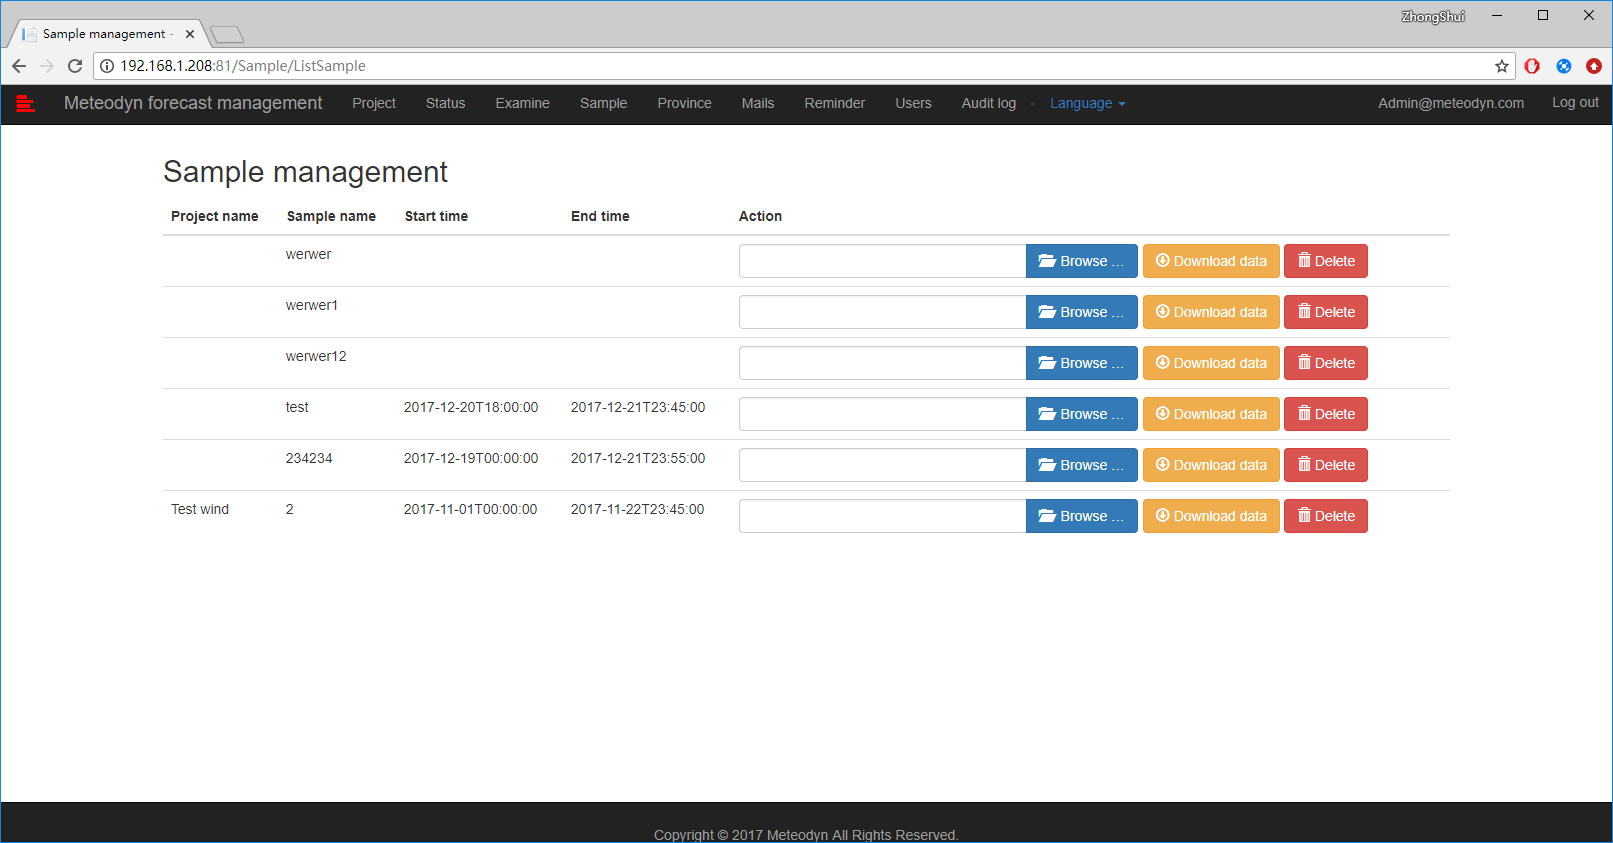 ZhongShui
Sample management -
192.168.1.208:81/Sample/ListSample
Meteodyn forecast management Project Status Examine Sample Province Mails Reminder Users Audit log Language Admin@meteodyn.com Log out
Sample management
Project name Sample name Start time End time Action
werwer Browse ... Download data Delete
werwer1 Browse ... Download data Delete
werwer12 Browse ... Download data Delete
test 2017-12-20T18:00:00 2017-12-21T23:45:00 Browse ... Download data Delete
234234 2017-12-19T00:00:00 2017-12-21T23:55:00 Browse ... Download data Delete
Test wind 2 2017-11-01T00:00:00 2017-11-22T23:45:00 Browse ... Download data Delete
Copyright © 2017 Meteodyn All Rights Reserved.